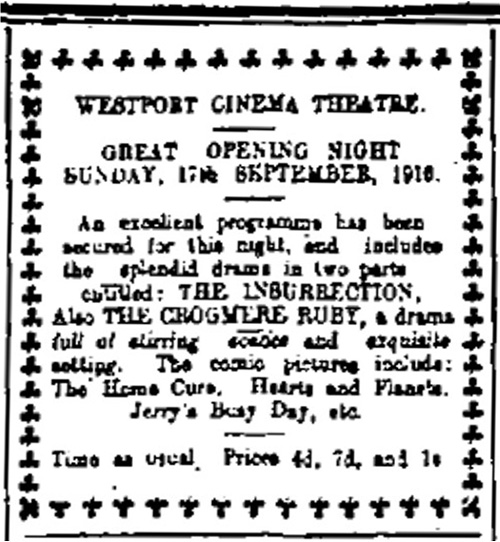 WESTPORT CINEMA THEATRE.
GREAT OPENING NIGHT
SUNDAY, 17th SEPTEMBER, 1916.
An excellent programme has been
secured for this night, and includes
the splendid drama in two parts
entitled: THE INSURRECTION,
Also THE CROGMERE RUBY, a drama
full of stirring scenes and exquisite
setting. The comic pictures include:
The Home Cure, Hearts and Planets,
Jerry's Busy Day, etc.
Time as usual. Prices 4d, 7d, and 1s